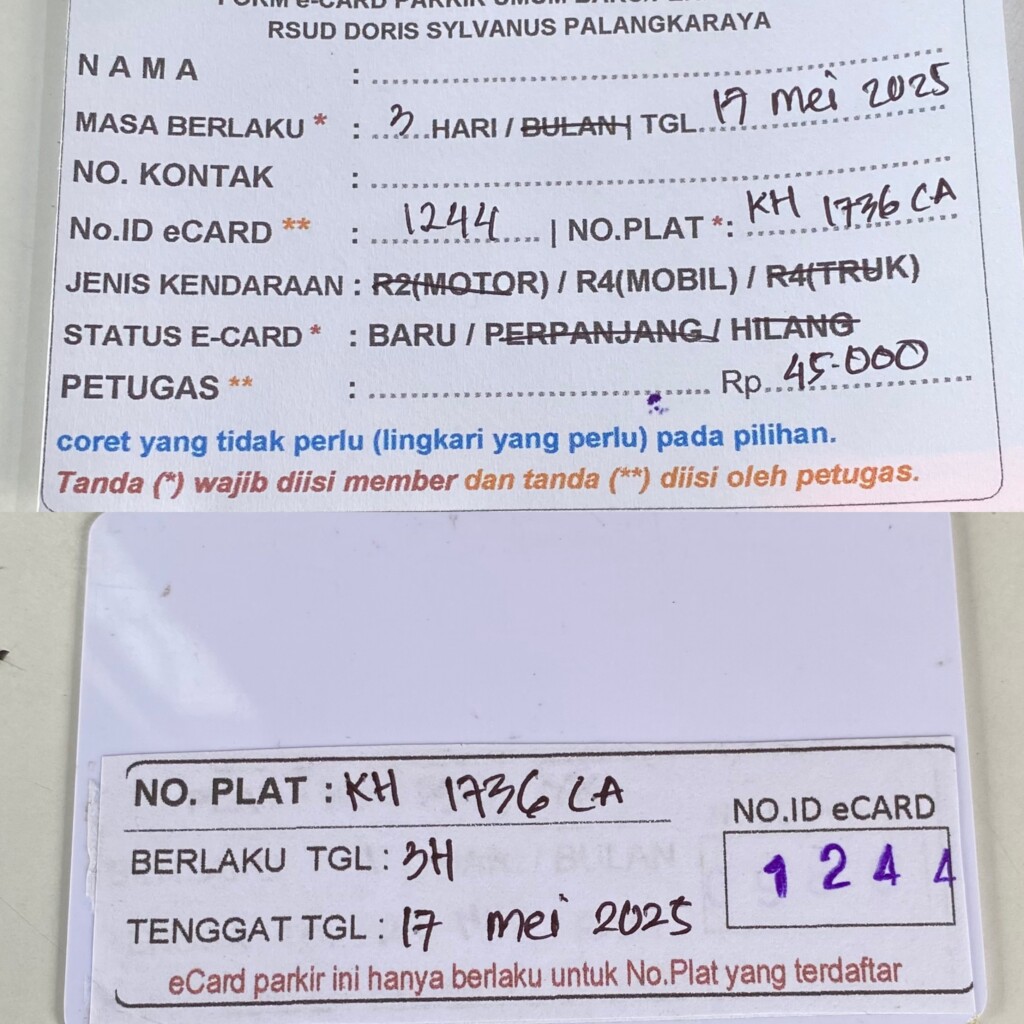 RSUD DORIS SYLVANUS PALANGKARAYA
NAMA :
MASA BERLAKU * : 3 HARI / BULAN | TGL. 17 mei 2025
NO. KONTAK :
No.ID eCARD ** : 1244 | NO.PLAT *: KH 1736 CA
JENIS KENDARAAN : R2(MOTOR) / R4(MOBIL) / R4(TRUK)
STATUS E-CARD * : BARU / PERPANJANG / HILANG
PETUGAS ** : Rp. 45.000
coret yang tidak perlu (lingkari yang perlu) pada pilihan.
Tanda (*) wajib diisi member dan tanda (**) diisi oleh petugas.
NO. PLAT : KH 1736 CA
NO.ID eCARD
1244
BERLAKU TGL : 3H
TENGGAT TGL : 17 mei 2025
eCard parkir ini hanya berlaku untuk No.Plat yang terdaftar